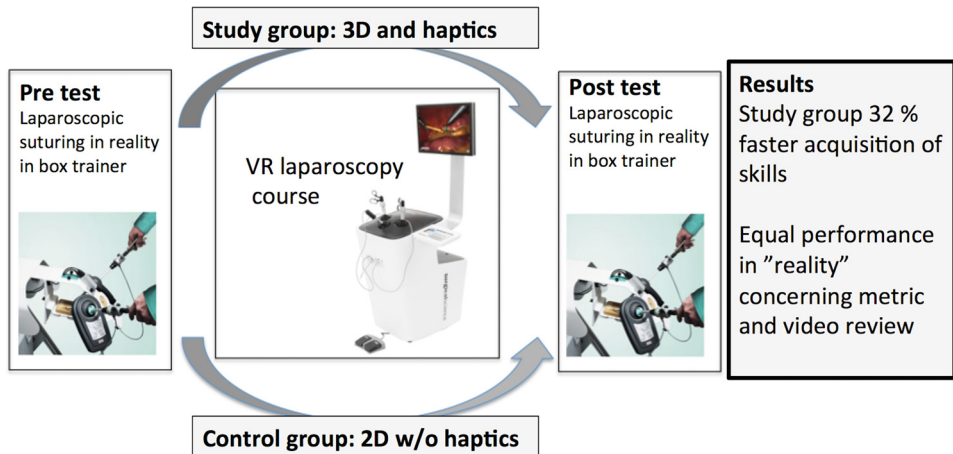 Study group: 3D and haptics
Pre test
Laparoscopic
suturing in reality
in box trainer
VR laparoscopy
course
Post test
Laparoscopic
suturing in reality
in box trainer
Results
Study group 32 %
faster acquisition of
skills
Equal performance
in ”reality”
concerning metric
and video review
Control group: 2D w/o haptics